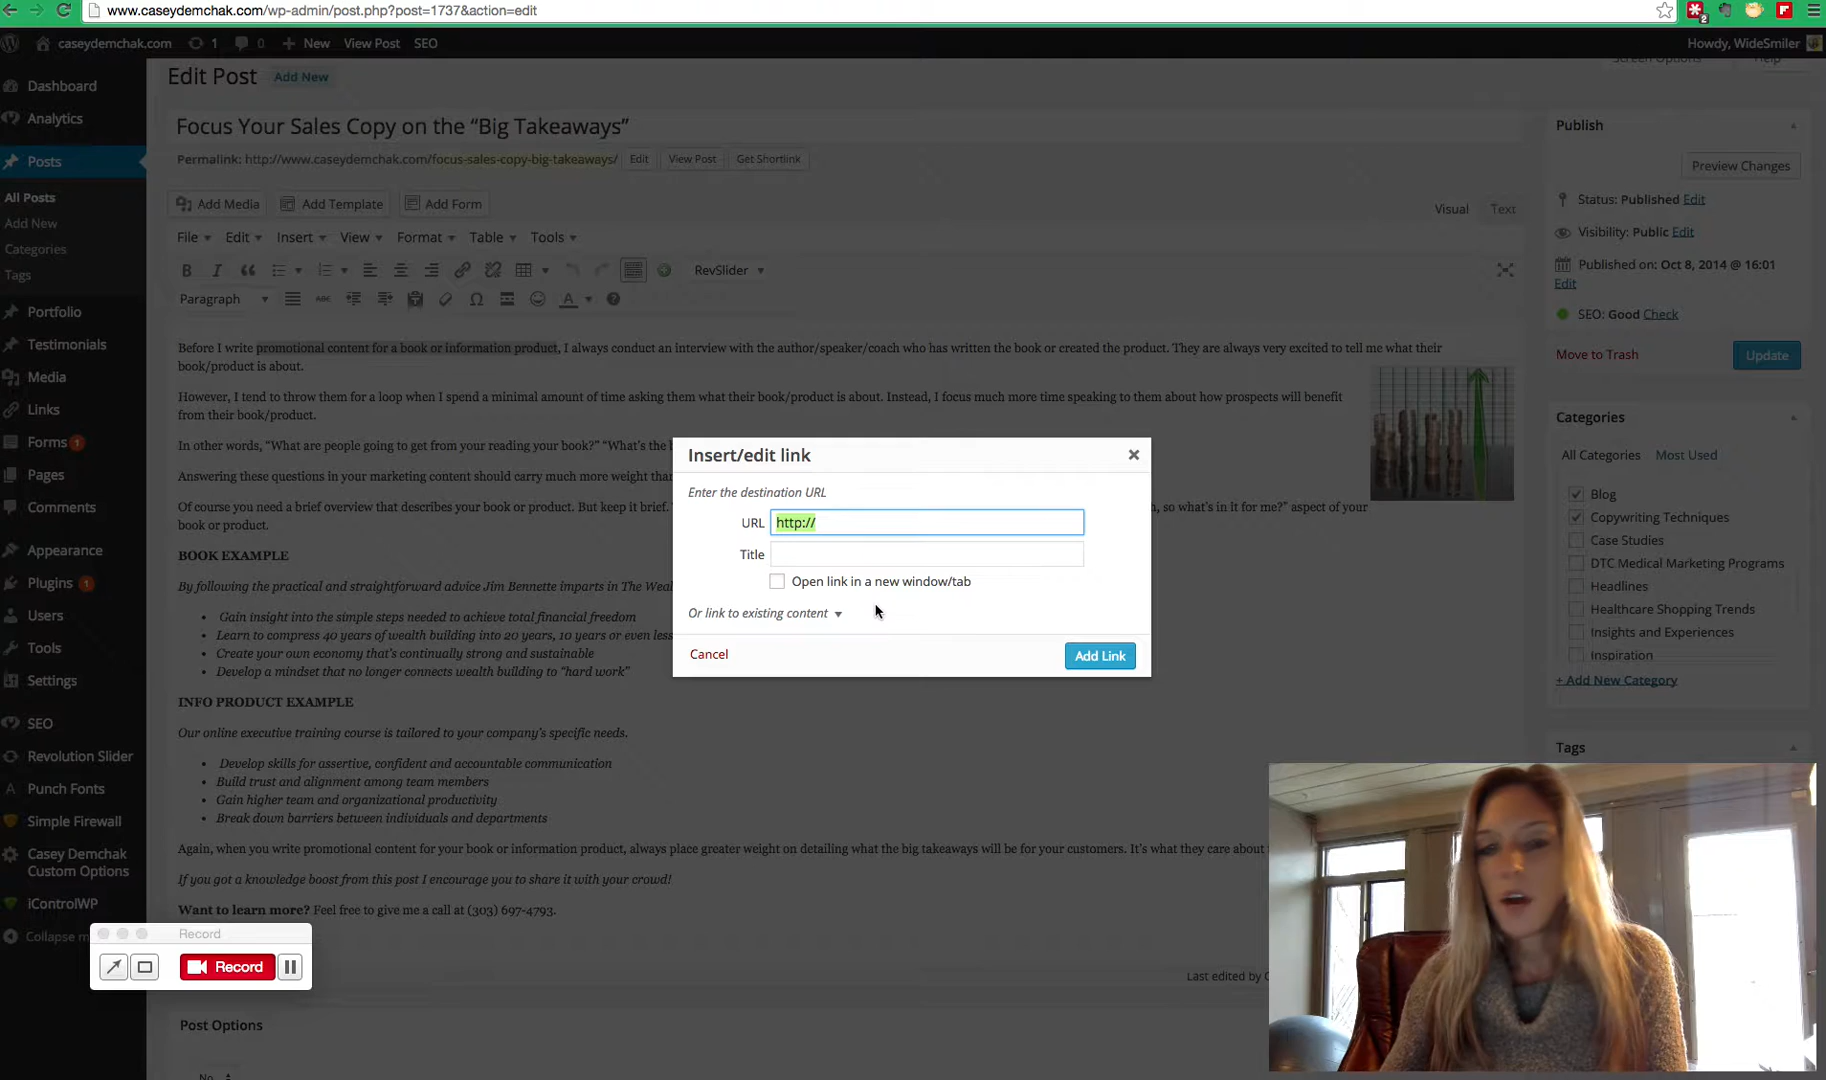 www.caseydemchak.com/wp-admin/post.php?post=1737&action=edit
2
caseydemchak.com 1 0 New View Post SEO
Howdy, WideSmiler
Edit Post Add New
Screen Options Help
Dashboard
Analytics
Posts
All Posts
Add New
Categories
Tags
Portfolio
Testimonials
Media
Links
Forms 1
Pages
Comments
Appearance
Plugins 1
Users
Tools
Settings
SEO
Revolution Slider
Punch Fonts
Simple Firewall
Casey Demchak
Custom Options
iControlWP
Collapse m
Focus Your Sales Copy on the “Big Takeaways”
Permalink: http://www.caseydemchak.com/focus-sales-copy-big-takeaways/ Edit View Post Get Shortlink
Add Media Add Template Add Form
Visual Text
File Edit Insert View Format Table Tools
B I RevSlider
Paragraph ABC Ω A
Before I write promotional content for a book or information product, I always conduct an interview with the author/speaker/coach who has written the book or created the product. They are always very excited to tell me what their
book/product is about.
However, I tend to throw them for a loop when I spend a minimal amount of time asking them what their book/product is about. Instead, I focus much more time speaking to them about how prospects will benefit
from their book/product.
In other words, “What are people going to get from your reading your book?” “What’s the b
Answering these questions in your marketing content should carry much more weight tha
Of course you need a brief overview that describes your book or product. But keep it brief. , so what’s in it for me?” aspect of your
book or product.
BOOK EXAMPLE
By following the practical and straightforward advice Jim Bennette imparts in The Weal
Gain insight into the simple steps needed to achieve total financial freedom
Learn to compress 40 years of wealth building into 20 years, 10 years or even less
Create your own economy that’s continually strong and sustainable
Develop a mindset that no longer connects wealth building to “hard work”
INFO PRODUCT EXAMPLE
Our online executive training course is tailored to your company’s specific needs.
Develop skills for assertive, confident and accountable communication
Build trust and alignment among team members
Gain higher team and organizational productivity
Break down barriers between individuals and departments
Again, when you write promotional content for your book or information product, always place greater weight on detailing what the big takeaways will be for your customers. It’s what they care about
If you got a knowledge boost from this post I encourage you to share it with your crowd!
Want to learn more? Feel free to give me a call at (303) 697-4793.
Last edited by
Post Options
No
Insert/edit link
Enter the destination URL
URL http://
Title
Open link in a new window/tab
Or link to existing content
Cancel Add Link
Publish
Preview Changes
Status: Published Edit
Visibility: Public Edit
Published on: Oct 8, 2014 @ 16:01
Edit
SEO: Good Check
Move to Trash Update
Categories
All Categories Most Used
Blog
Copywriting Techniques
Case Studies
DTC Medical Marketing Programs
Headlines
Healthcare Shopping Trends
Insights and Experiences
Inspiration
+ Add New Category
Tags
Record
Record